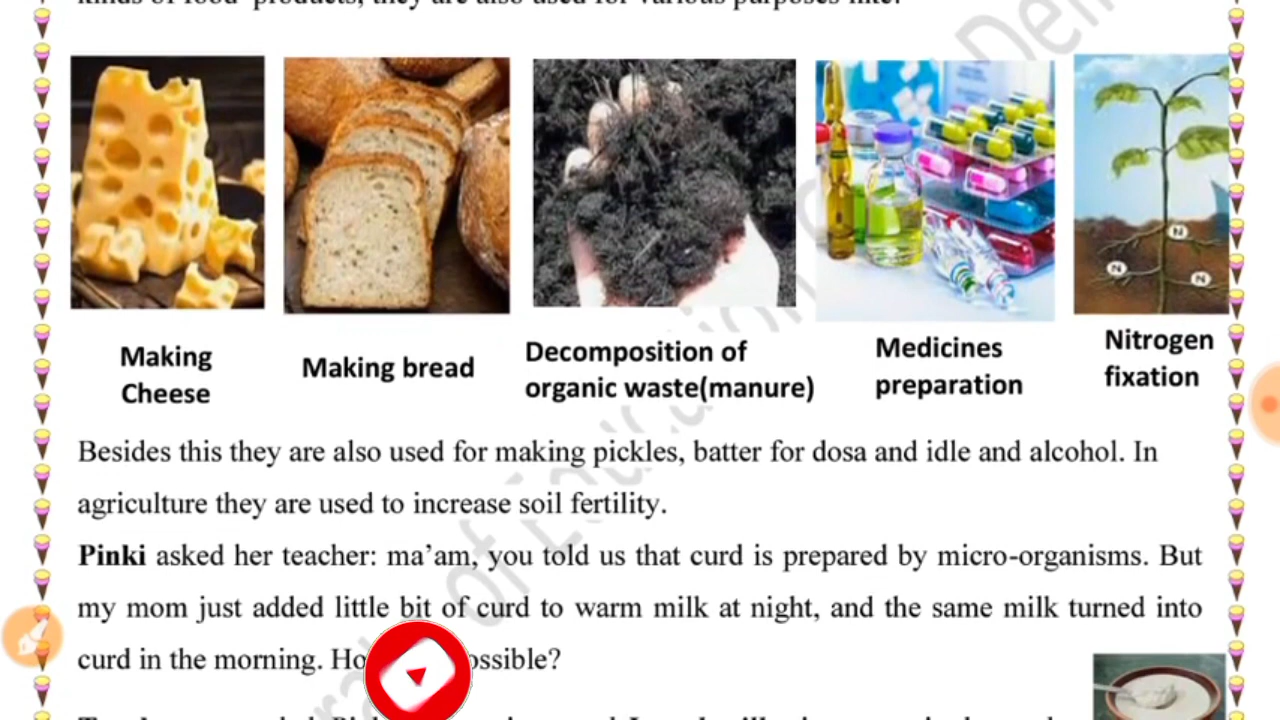 Making
Cheese
Making bread
Decomposition of
organic waste(manure)
Medicines
preparation
Nitrogen
fixation
N
N
N
Besides this they are also used for making pickles, batter for dosa and idle and alcohol. In
agriculture they are used to increase soil fertility.
Pinki asked her teacher: ma’am, you told us that curd is prepared by micro-organisms. But
my mom just added little bit of curd to warm milk at night, and the same milk turned into
curd in the morning.